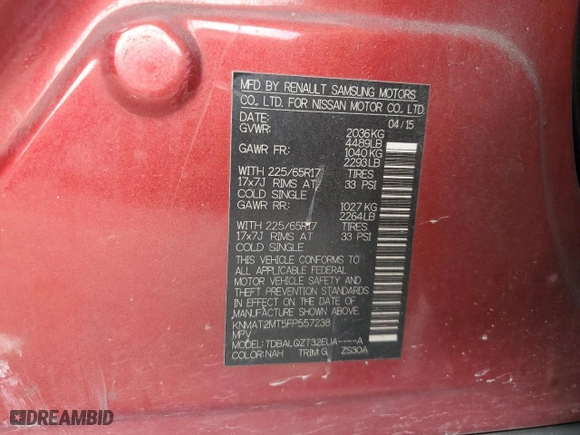 MFD BY RENAULT SAMSUNG MOTORS
CO., LTD. FOR NISSAN MOTOR CO., LTD.
DATE: 04/15
GVWR: 2036KG
4489LB
GAWR FR: 1040KG
2293LB
WITH 225/65R17 TIRES
17x7J RIMS AT 33 PSI
COLD SINGLE
GAWR RR: 1027 KG
2264LB
WITH 225/65R17 TIRES
17x7J RIMS AT 33 PSI
COLD SINGLE
THIS VEHICLE CONFORMS TO
ALL APPLICABLE FEDERAL
MOTOR VEHICLE SAFETY AND
THEFT PREVENTION STANDARDS
IN EFFECT ON THE DATE OF
MANUFACTURE SHOWN ABOVE.
KNMAT2MT5FP557238
MPV
MODEL: TDBALQZT32EUA----A
COLOR: NAH TRIM: G ZS30A
DREAMBID